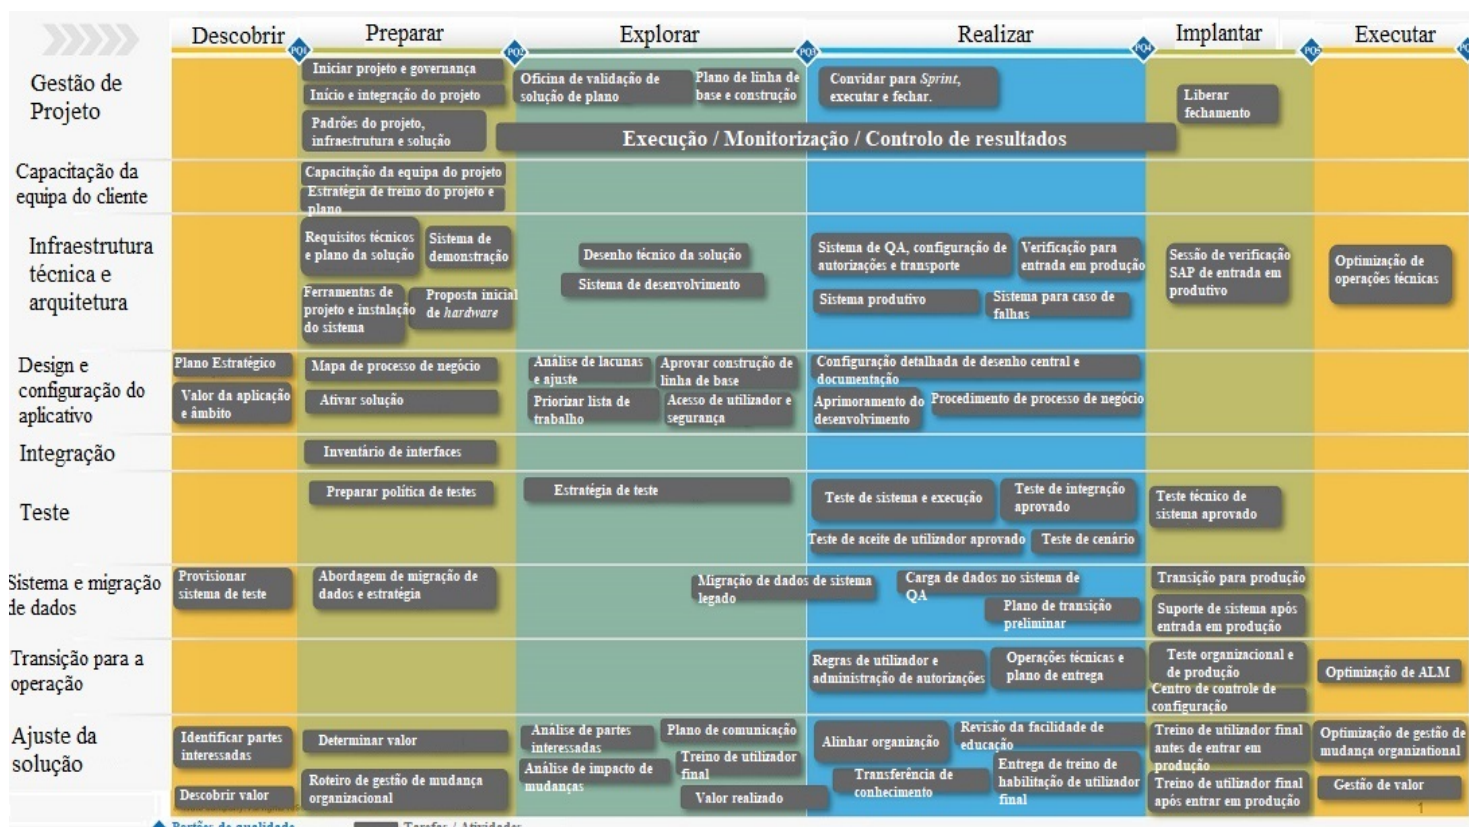 Descobrir
Preparar
Explorar
Realizar
Implantar
Executar
PQ1
PQ2
PQ3
PQ4
PQ5
Gestão de
Projeto
Iniciar projeto e governança
Início e integração do projeto
Padrões do projeto,
infraestrutura e solução
Oficina de validação de
solução de plano
Plano de linha de
base e construção
Convidar para Sprint,
executar e fechar.
Liberar
fechamento
Execução / Monitorização / Controlo de resultados
Capacitação da
equipa do cliente
Capacitação da equipa do projeto
Estratégia de treino do projeto e
plano
Infraestrutura
técnica e
arquitetura
Requisitos técnicos
e plano da solução
Sistema de
demonstração
Ferramentas de
projeto e instalação
do sistema
Proposta inicial
de hardware
Desenho técnico da solução
Sistema de desenvolvimento
Sistema de QA, configuração de
autorizações e transporte
Verificação para
entrada em produção
Sistema produtivo
Sistema para caso de
falhas
Sessão de verificação
SAP de entrada em
produtivo
Optimização de
operações técnicas
Design e
configuração do
aplicativo
Plano Estratégico
Valor da aplicação
e âmbito
Mapa de processo de negócio
Ativar solução
Análise de lacunas
e ajuste
Aprovar construção de
linha de base
Priorizar lista de
trabalho
Acesso de utilizador e
segurança
Configuração detalhada de desenho central e
documentação
Aprimoramento do
desenvolvimento
Procedimento de processo de negócio
Integração
Inventário de interfaces
Teste
Preparar política de testes
Estratégia de teste
Teste de sistema e execução
Teste de integração
aprovado
Teste de aceite de utilizador aprovado
Teste de cenário
Teste técnico de
sistema aprovado
Sistema e migração
de dados
Provisionar
sistema de teste
Abordagem de migração de
dados e estratégia
Migração de dados de sistema
legado
Carga de dados no sistema de
QA
Plano de transição
preliminar
Transição para produção
Suporte de sistema após
entrada em produção
Transição para a
operação
Regras de utilizador e
administração de autorizações
Operações técnicas e
plano de entrega
Teste organizacional e
de produção
Centro de controle de
configuração
Optimização de ALM
Ajuste da
solução
Identificar partes
interessadas
Descobrir valor
Determinar valor
Roteiro de gestão de mudança
organizacional
Análise de partes
interessadas
Plano de comunicação
Análise de impacto de
mudanças
Treino de utilizador
final
Valor realizado
Alinhar organização
Revisão da facilidade de
educação
Transferência de
conhecimento
Entrega de treino de
habilitação de utilizador
final
Treino de utilizador final
antes de entrar em
produção
Treino de utilizador final
após entrar em produção
Optimização de gestão de
mudança organizational
Gestão de valor
1
Portões de qualidade
Tarefas / Atividades